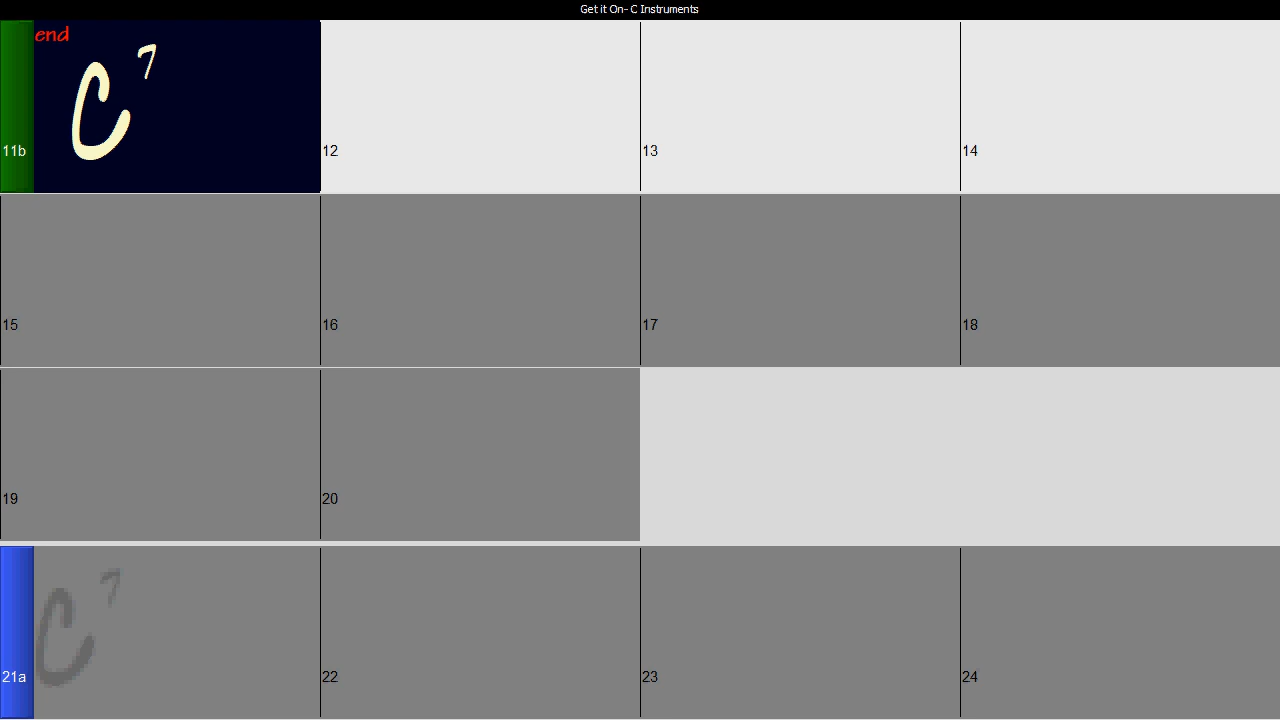 Get it On- C Instruments
end
C7
11b 12 13 14
15 16 17 18
19 20
C7
21a 22 23 24